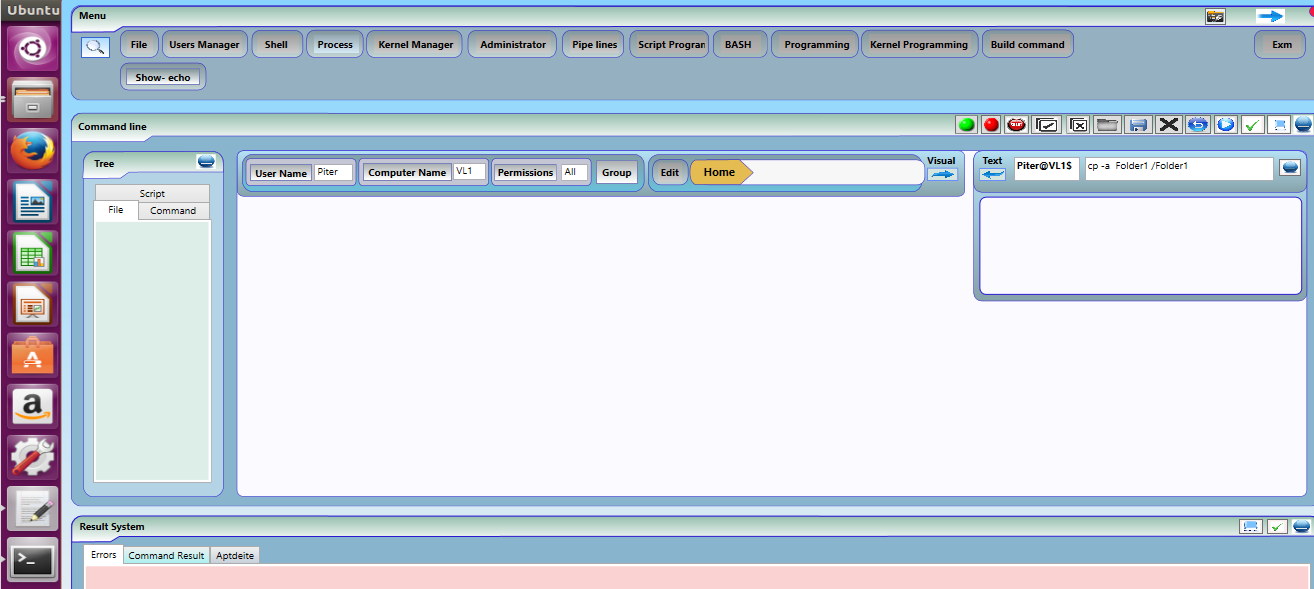 Ubuntu
Menu
File Users Manager Shell Process Kernel Manager Administrator Pipe lines Script Progran BASH Programming Kernel Programming Build command Exm
Show- echo
Command line
Tree
Script
File Command
User Name Piter Computer Name VL1 Permissions All Group Edit Home
Visual
Text
Piter@VL1$ cp -a Folder1 /Folder1
Result System
Errors Command Result Aptdeite